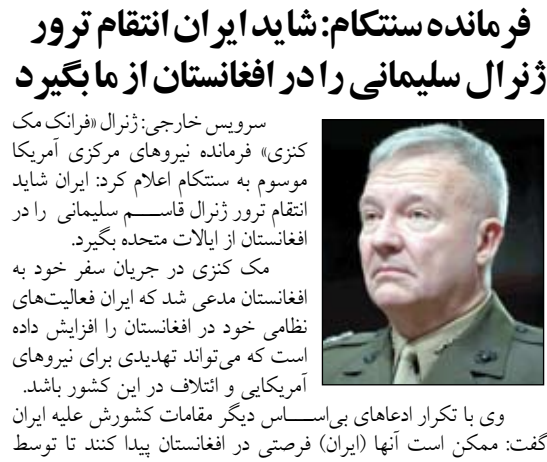 فرمانده سنتکام: شاید ایران انتقام ترور
ژنرال سلیمانی را در افغانستان از ما بگیرد
سرویس خارجی: ژنرال «فرانک مک
کنزی» فرمانده نیروهای مرکزی آمریکا
موسوم به سنتکام اعلام کرد: ایران شاید
انتقام ترور ژنرال قاسم سلیمانی را در
افغانستان از ایالات متحده بگیرد.
مک کنزی در جریان سفر خود به
افغانستان مدعی شد که ایران فعالیت‌های
نظامی خود در افغانستان را افزایش داده
است که می‌تواند تهدیدی برای نیروهای
آمریکایی و ائتلاف در این کشور باشد.
وی با تکرار ادعاهای بی‌اساس دیگر مقامات کشورش علیه ایران
گفت: ممکن است آنها (ایران) فرصتی در افغانستان پیدا کنند تا توسط